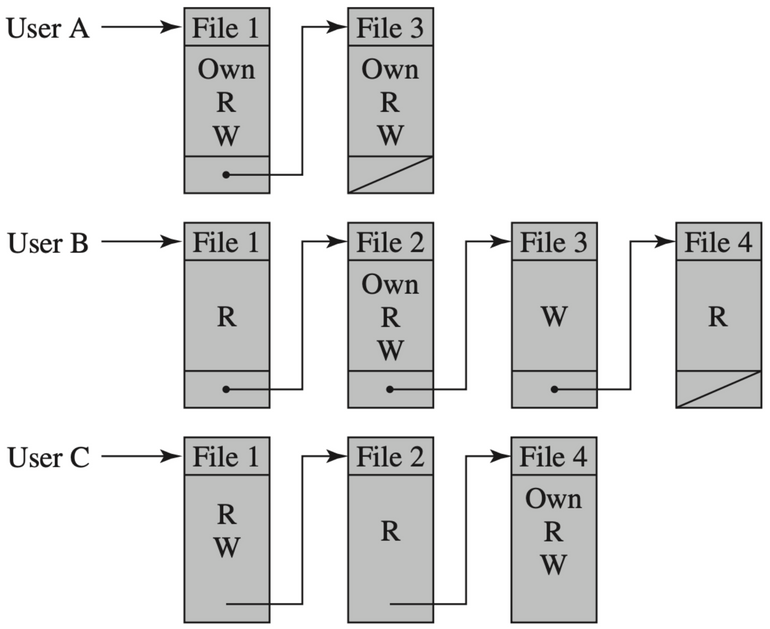 User A
File 1
Own
R
W
File 3
Own
R
W
User B
File 1
R
File 2
Own
R
W
File 3
W
File 4
R
User C
File 1
R
W
File 2
R
File 4
Own
R
W